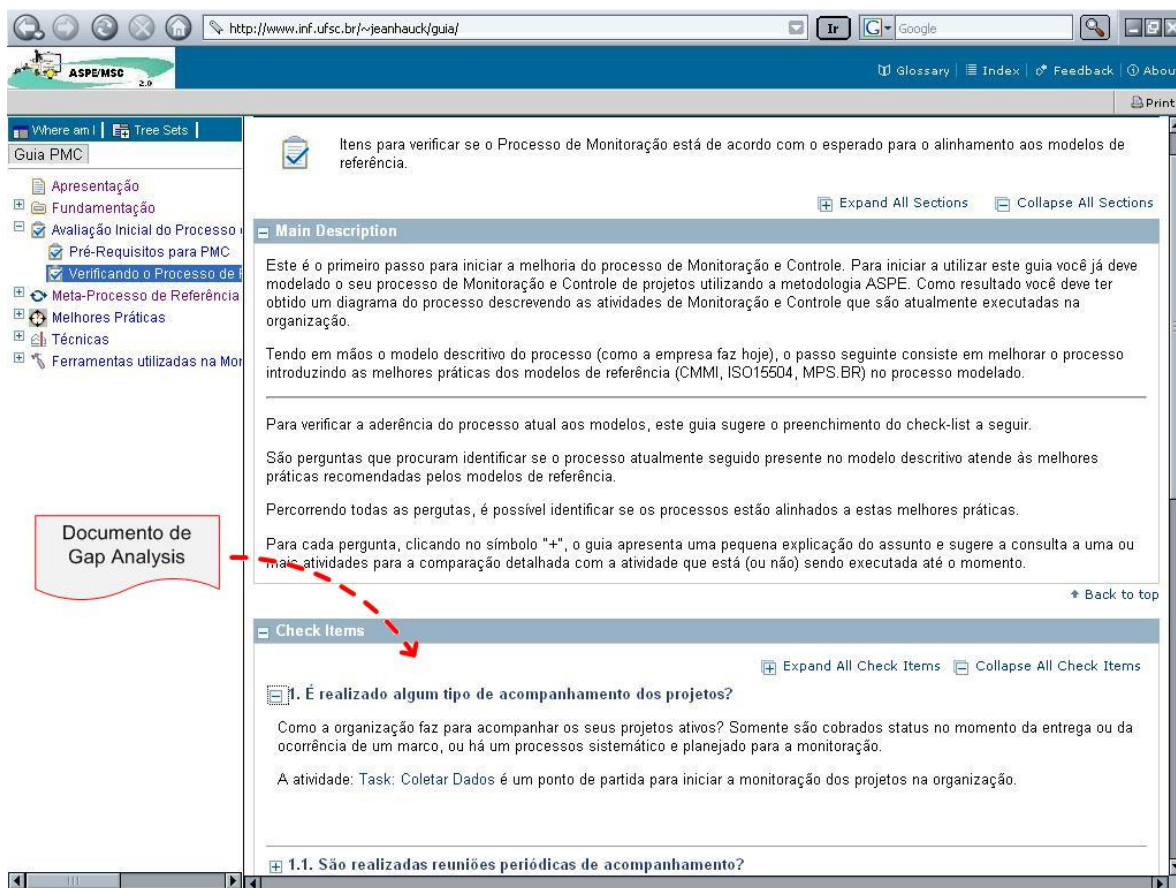 http://www.inf.ufsc.br/~jeanhauck/guia/
Ir
G
Google
ASPE/MSC
2.0
Glossary
Index
Feedback
Abou
Print
Where am I
Tree Sets
Guia PMC
Apresentação
Fundamentação
Avaliação Inicial do Processo
Pré-Requisitos para PMC
Verificando o Processo de
Meta-Processo de Referência
Melhores Práticas
Técnicas
Ferramentas utilizadas na Mor
Documento de
Gap Analysis
Itens para verificar se o Processo de Monitoração está de acordo com o esperado para o alinhamento aos modelos de
referência.
Expand All Sections
Collapse All Sections
Main Description
Este é o primeiro passo para iniciar a melhoria do processo de Monitoração e Controle. Para iniciar a utilizar este guia você já deve
modelado o seu processo de Monitoração e Controle de projetos utilizando a metodologia ASPE. Como resultado você deve ter
obtido um diagrama do processo descrevendo as atividades de Monitoração e Controle que são atualmente executadas na
organização.
Tendo em mãos o modelo descritivo do processo (como a empresa faz hoje), o passo seguinte consiste em melhorar o processo
introduzindo as melhores práticas dos modelos de referência (CMMI, ISO15504, MPS.BR) no processo modelado.
Para verificar a aderência do processo atual aos modelos, este guia sugere o preenchimento do check-list a seguir.
São perguntas que procuram identificar se o processo atualmente seguido presente no modelo descritivo atende às melhores
práticas recomendadas pelos modelos de referência.
Percorrendo todas as pergutas, é possível identificar se os processos estão alinhados a estas melhores práticas.
Para cada pergunta, clicando no símbolo "+", o guia apresenta uma pequena explicação do assunto e sugere a consulta a uma ou
mais atividades para a comparação detalhada com a atividade que está (ou não) sendo executada até o momento.
Back to top
Check Items
Expand All Check Items
Collapse All Check Items
1. É realizado algum tipo de acompanhamento dos projetos?
Como a organização faz para acompanhar os seus projetos ativos? Somente são cobrados status no momento da entrega ou da
ocorrência de um marco, ou há um processos sistemático e planejado para a monitoração.
A atividade: Task: Coletar Dados é um ponto de partida para iniciar a monitoração dos projetos na organização.
1.1. São realizadas reuniões periódicas de acompanhamento?